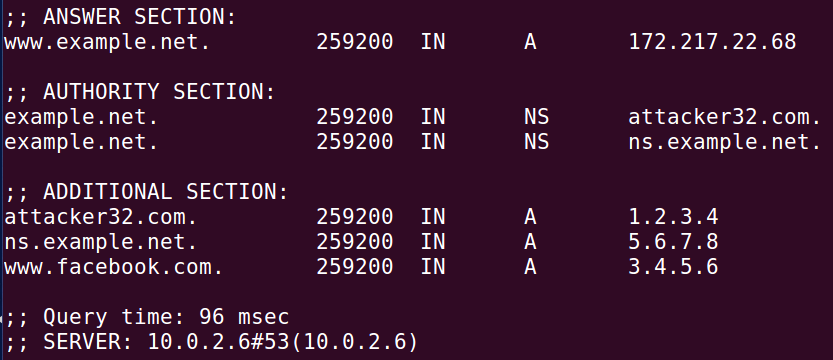 ;; ANSWER SECTION:
www.example.net. 259200 IN A 172.217.22.68
;; AUTHORITY SECTION:
example.net. 259200 IN NS attacker32.com.
example.net. 259200 IN NS ns.example.net.
;; ADDITIONAL SECTION:
attacker32.com. 259200 IN A 1.2.3.4
ns.example.net. 259200 IN A 5.6.7.8
www.facebook.com. 259200 IN A 3.4.5.6
;; Query time: 96 msec
;; SERVER: 10.0.2.6#53(10.0.2.6)